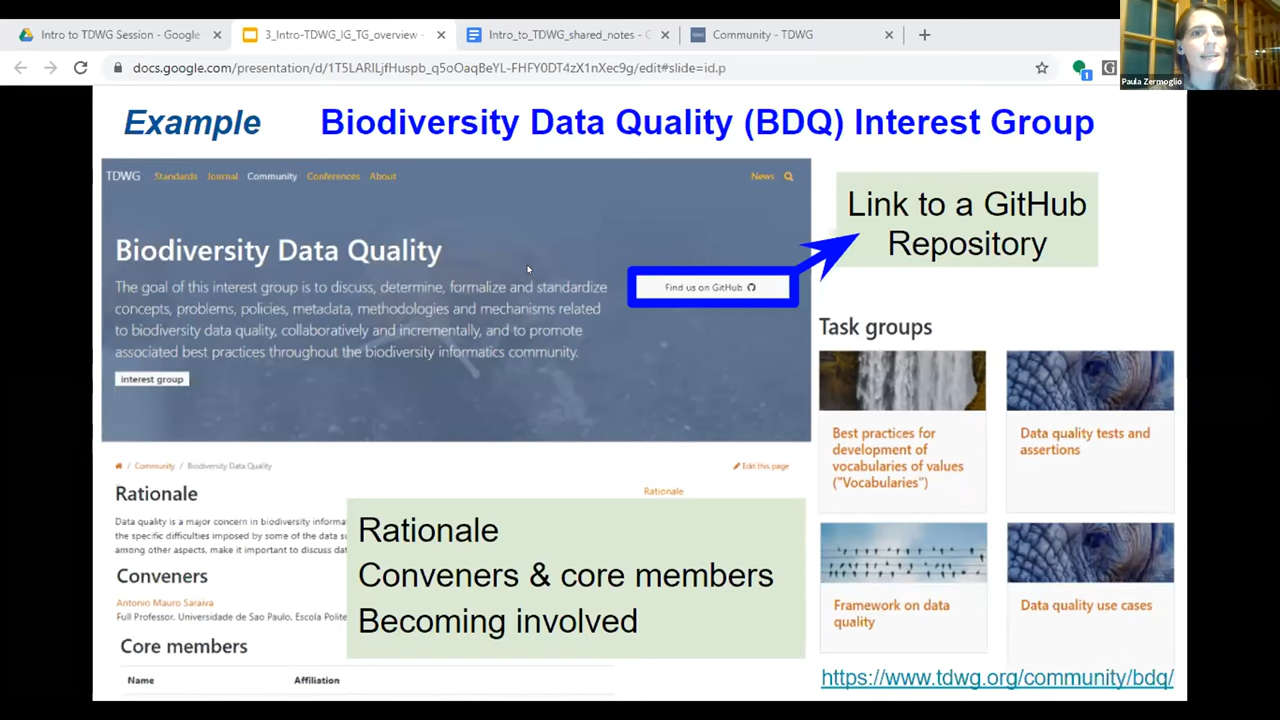 Intro to TDWG Session - Google
3_Intro-TDWG_IG_TG_overview -
Intro_to_TDWG_shared_notes - G
Community - TDWG
docs.google.com/presentation/d/1T5LARlLjfHuspb_q5oOaqBeYL-FHFY0DT4zX1nXec9g/edit#slide=id.p
Paula Zermoglio
Example
Biodiversity Data Quality (BDQ) Interest Group
TDWG Standards Journal Community Conferences About
News
Biodiversity Data Quality
The goal of this interest group is to discuss, determine, formalize and standardize
concepts, problems, policies, metadata, methodologies and mechanisms related
to biodiversity data quality, collaboratively and incrementally, and to promote
associated best practices throughout the biodiversity informatics community.
interest group
Find us on GitHub
Link to a GitHub
Repository
Task groups
Best practices for
development of
vocabularies of values
("Vocabularies")
Data quality tests and
assertions
Framework on data
quality
Data quality use cases
/ Community / Biodiversity Data Quality
Edit this page
Rationale
Rationale
Data quality is a major concern in biodiversity informa
the specific difficulties imposed by some of the data s
among other aspects, make it important to discuss dat
Conveners
Antonio Mauro Saraiva
Full Professor, Universidade de Sao Paulo, Escola Polite
Core members
Name Affiliation
Rationale
Conveners & core members
Becoming involved
https://www.tdwg.org/community/bdq/